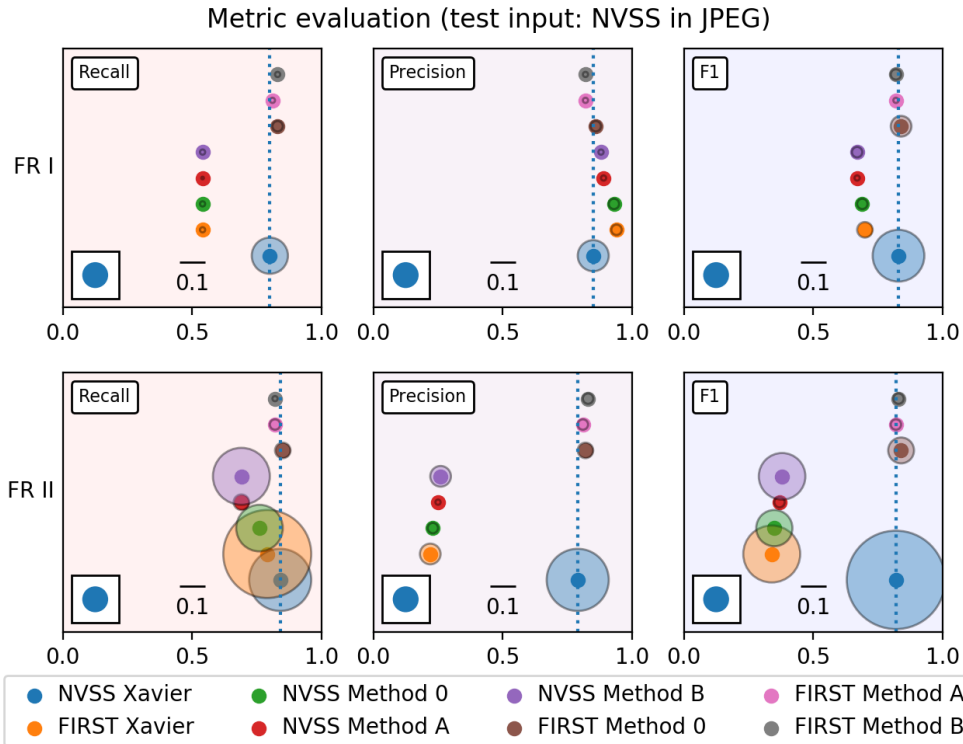 Metric evaluation (test input: NVSS in JPEG)
Recall
Precision
F1
FR I
0.1
0.1
0.1
0.0 0.5 1.0
0.0 0.5 1.0
0.0 0.5 1.0
Recall
Precision
F1
FR II
0.1
0.1
0.1
0.0 0.5 1.0
0.0 0.5 1.0
0.0 0.5 1.0
NVSS Xavier NVSS Method 0 NVSS Method B FIRST Method A
FIRST Xavier NVSS Method A FIRST Method 0 FIRST Method B